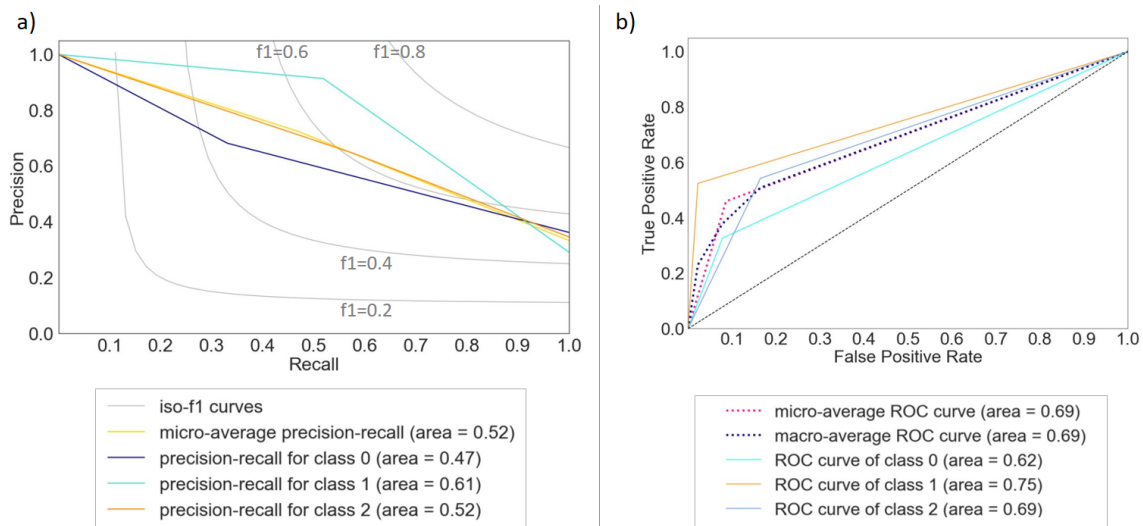 a)
1.0
0.8
0.6
0.4
0.2
0.0
Precision
f1=0.6
f1=0.8
f1=0.4
f1=0.2
0.1 0.2 0.3 0.4 0.5 0.6 0.7 0.8 0.9 1.0
Recall
iso-f1 curves
micro-average precision-recall (area = 0.52)
precision-recall for class 0 (area = 0.47)
precision-recall for class 1 (area = 0.61)
precision-recall for class 2 (area = 0.52)
b)
1.0
0.8
0.6
0.4
0.2
0.0
True Positive Rate
0.0 0.1 0.2 0.3 0.4 0.5 0.6 0.7 0.8 0.9 1.0
False Positive Rate
micro-average ROC curve (area = 0.69)
macro-average ROC curve (area = 0.69)
ROC curve of class 0 (area = 0.62)
ROC curve of class 1 (area = 0.75)
ROC curve of class 2 (area = 0.69)